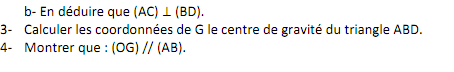 b- En déduire que (AC) ⊥ (BD).
3- Calculer les coordonnées de G le centre de gravité du triangle ABD.
4- Montrer que : (OG) // (AB).